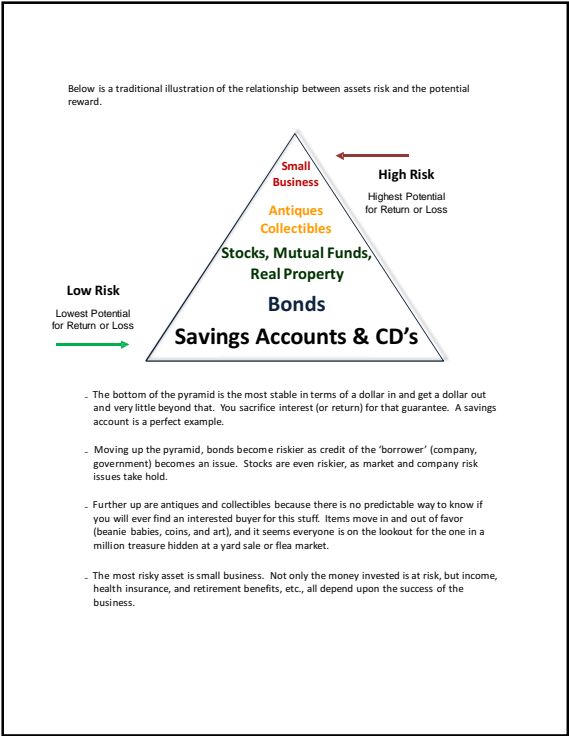 Below is a traditional illustration of the relationship between assets risk and the potential
reward.
Small
Business
High Risk
Highest Potential
for Return or Loss
Antiques
Collectibles
Stocks, Mutual Funds,
Real Property
Low Risk
Lowest Potential
for Return or Loss
Bonds
Savings Accounts & CD’s
- The bottom of the pyramid is the most stable in terms of a dollar in and get a dollar out
and very little beyond that.  You sacrifice interest (or return) for that guarantee.  A savings
account is a perfect example.
- Moving up the pyramid, bonds become riskier as credit of the ‘borrower’ (company,
government) becomes an issue.  Stocks are even riskier, as market and company risk
issues take hold.
- Further up are antiques and collectibles because there is no predictable way to know if
you will ever find an interested buyer for this stuff.  Items move in and out of favor
(beanie babies, coins, and art), and it seems everyone is on the lookout for the one in a
million treasure hidden at a yard sale or flea market.
- The most risky asset is small business.  Not only the money invested is at risk, but income,
health insurance, and retirement benefits, etc., all depend upon the success of the
business.